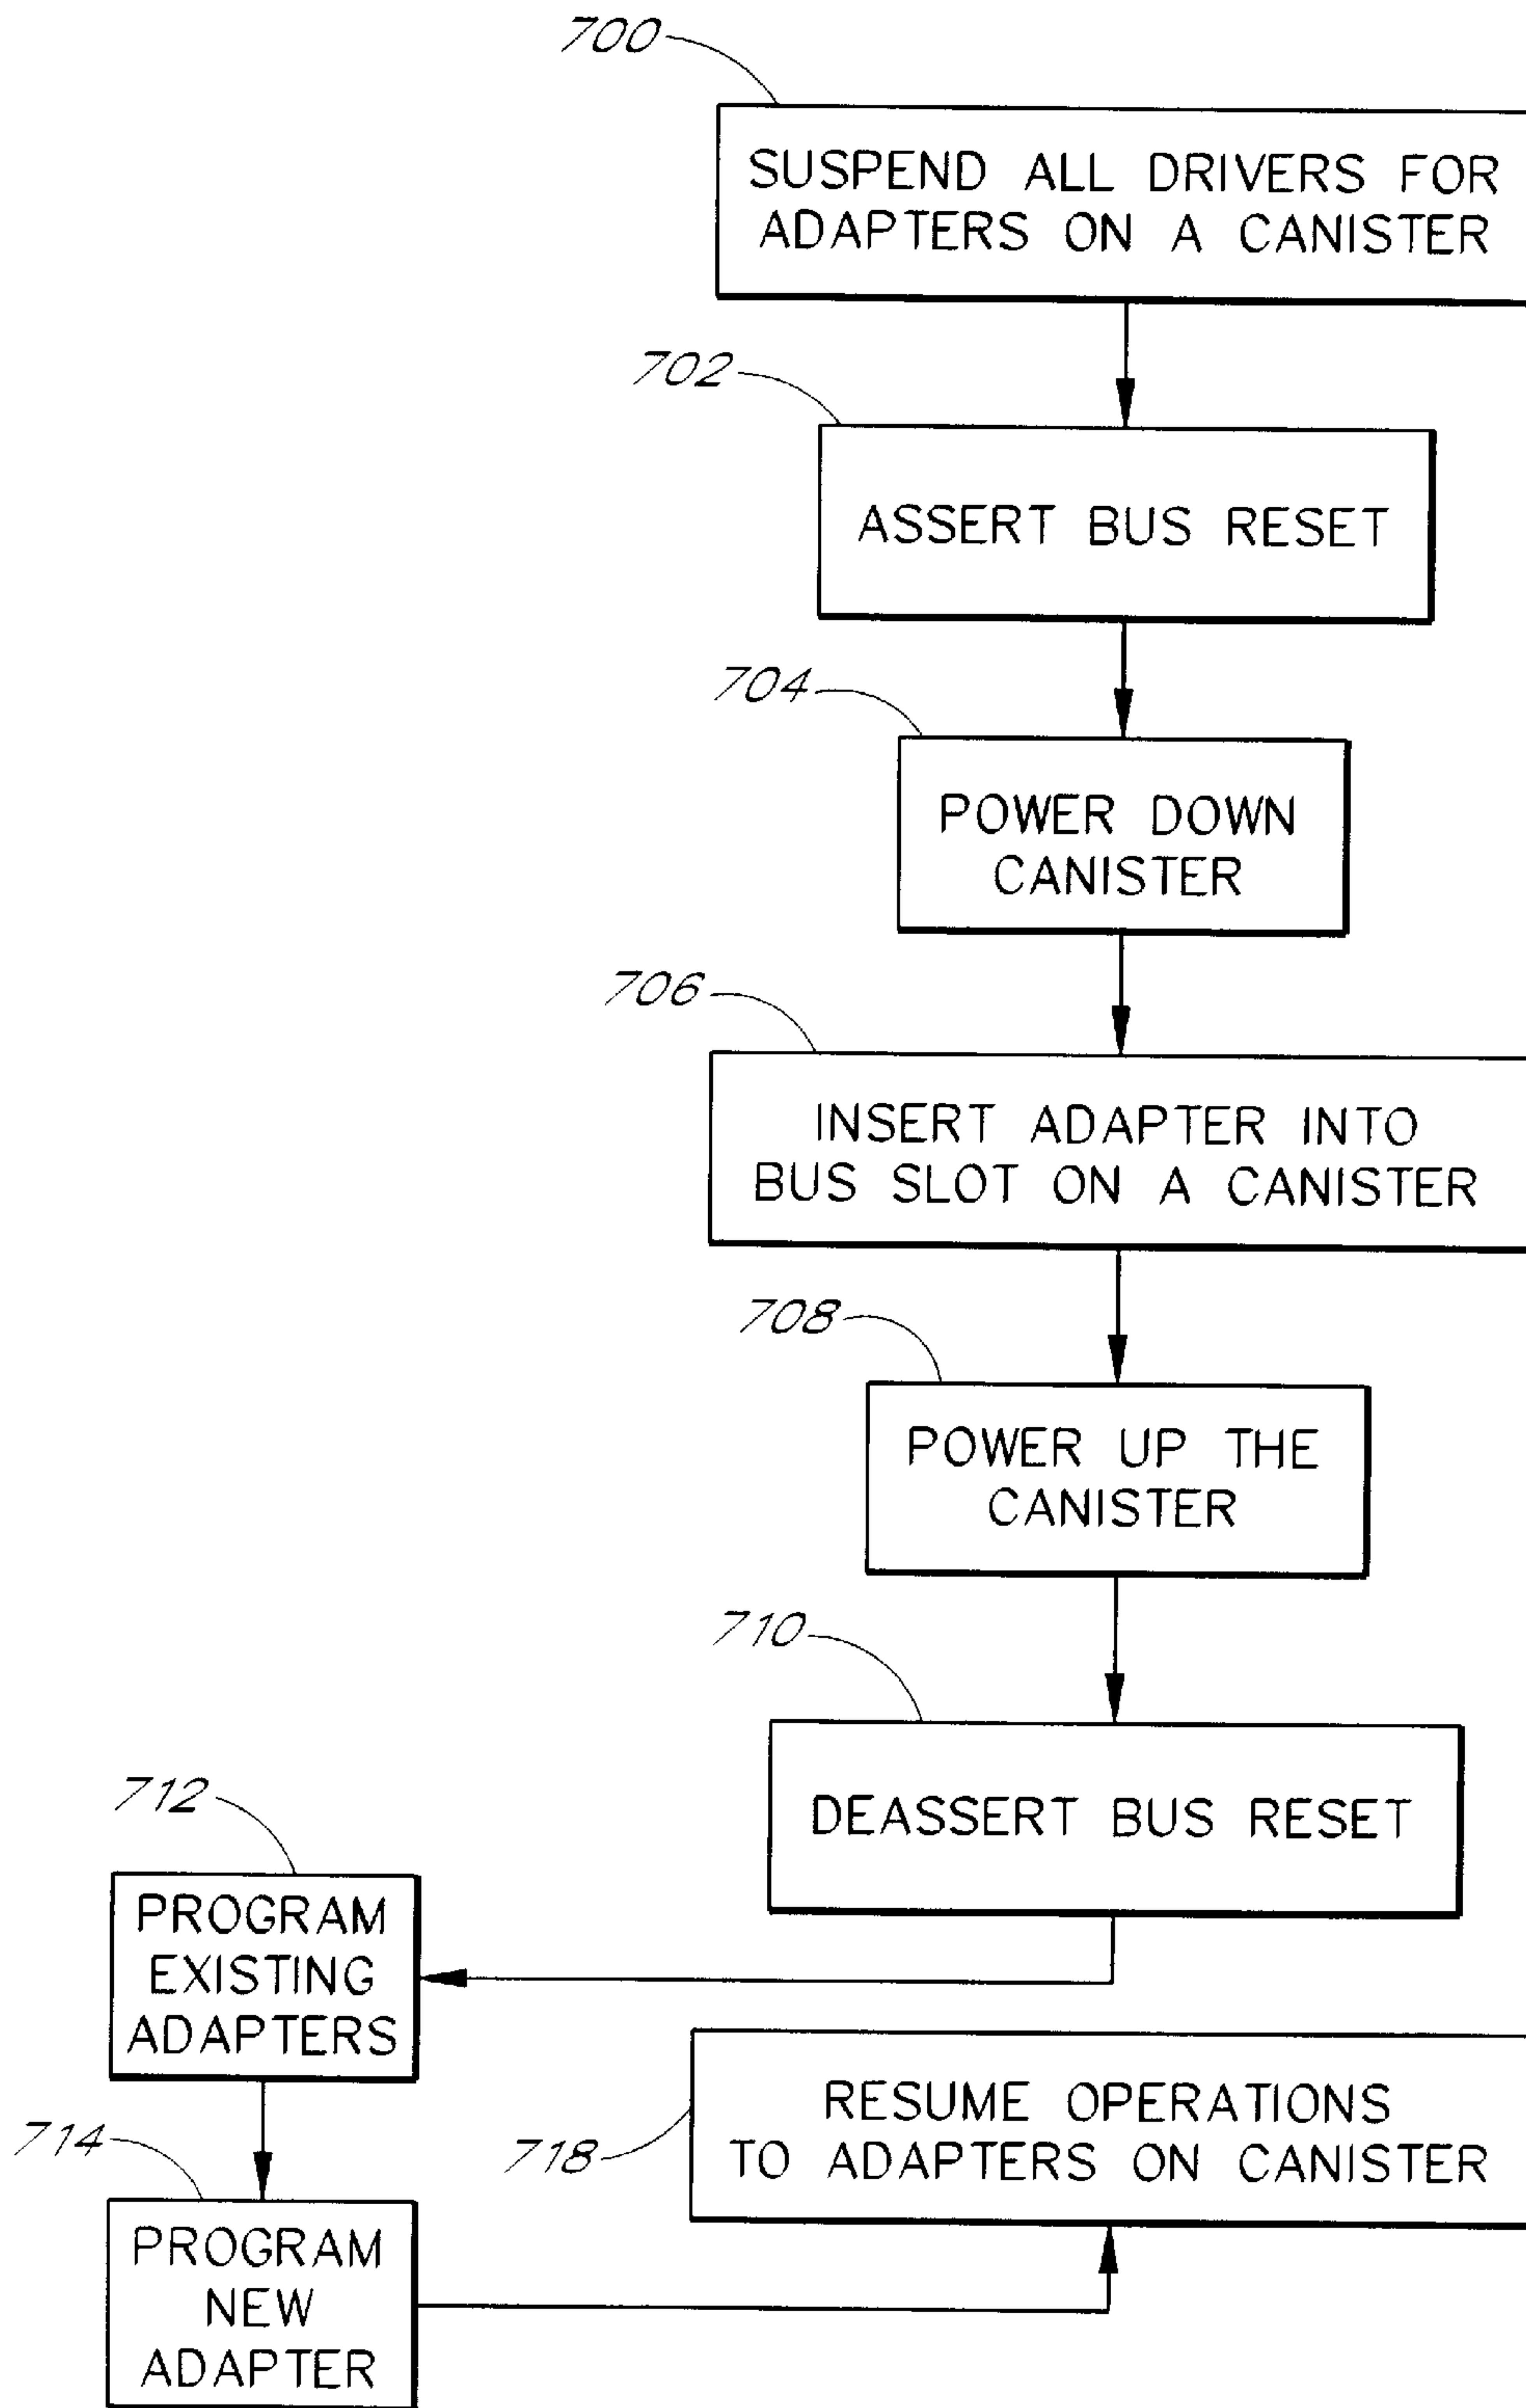 700
SUSPEND ALL DRIVERS FOR
ADAPTERS ON A CANISTER
702
ASSERT BUS RESET
704
POWER DOWN
CANISTER
706
INSERT ADAPTER INTO
BUS SLOT ON A CANISTER
708
POWER UP THE
CANISTER
710
DEASSERT BUS RESET
712
PROGRAM
EXISTING
ADAPTERS
714
PROGRAM
NEW
ADAPTER
718
RESUME OPERATIONS
TO ADAPTERS ON CANISTER